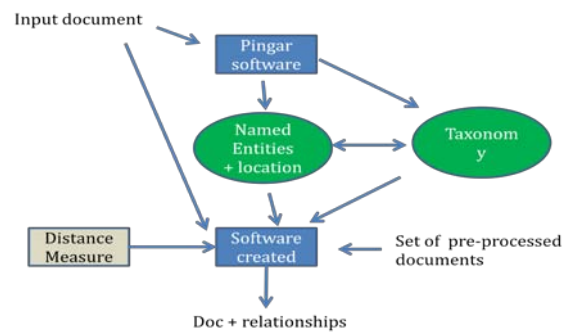 Input document
Pingar
software
Named
Entities
+ location
Taxonom
y
Distance
Measure
Software
created
Set of pre-processed
documents
Doc + relationships